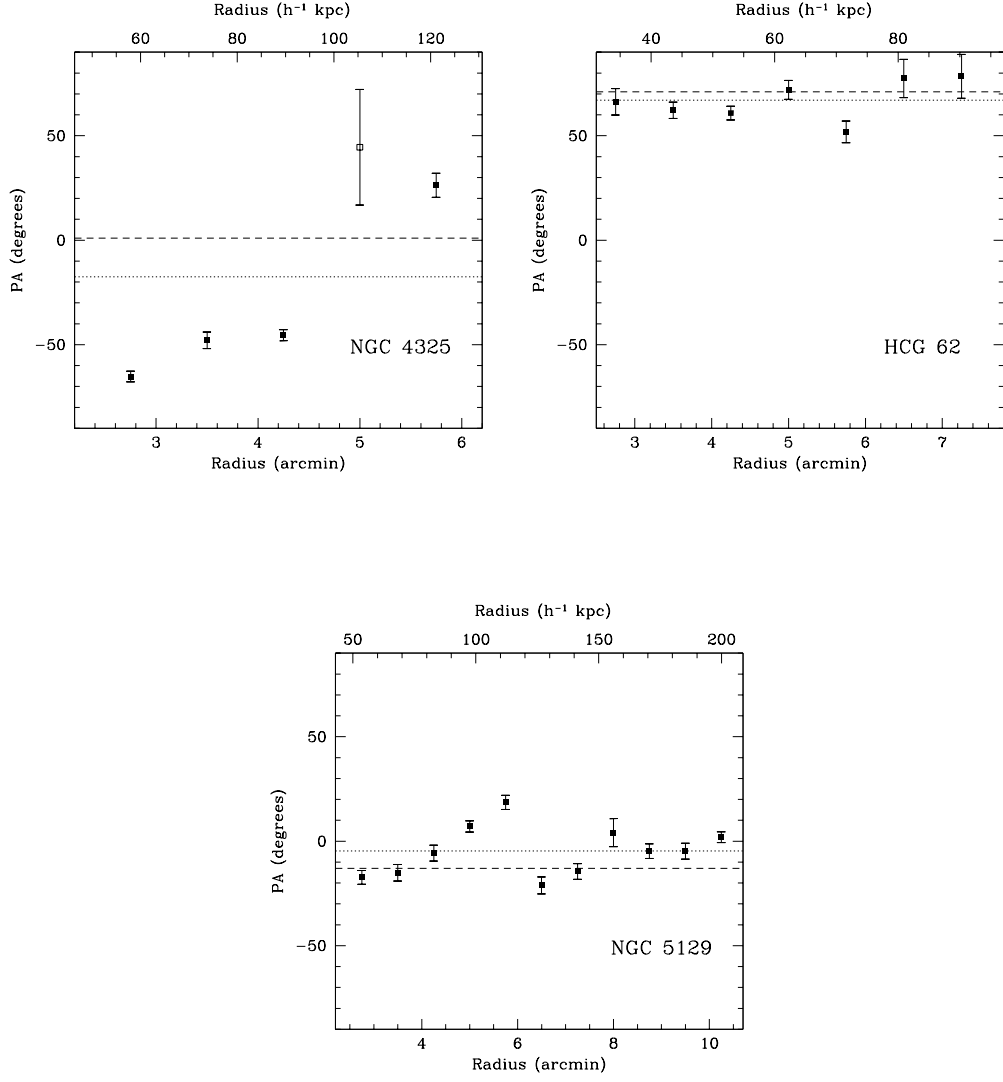 Radius (h⁻¹ kpc)
60 80 100 120
50
0
−50
PA (degrees)
NGC 4325
3 4 5 6
Radius (arcmin)
Radius (h⁻¹ kpc)
40 60 80
50
0
−50
PA (degrees)
HCG 62
3 4 5 6 7
Radius (arcmin)
Radius (h⁻¹ kpc)
50 100 150 200
50
0
−50
PA (degrees)
NGC 5129
4 6 8 10
Radius (arcmin)